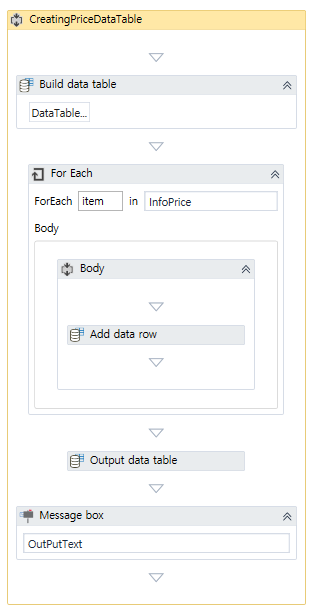 CreatingPriceDataTable
Build data table
DataTable...
For Each
ForEach item in InfoPrice
Body
Body
Add data row
Output data table
Message box
OutPutText